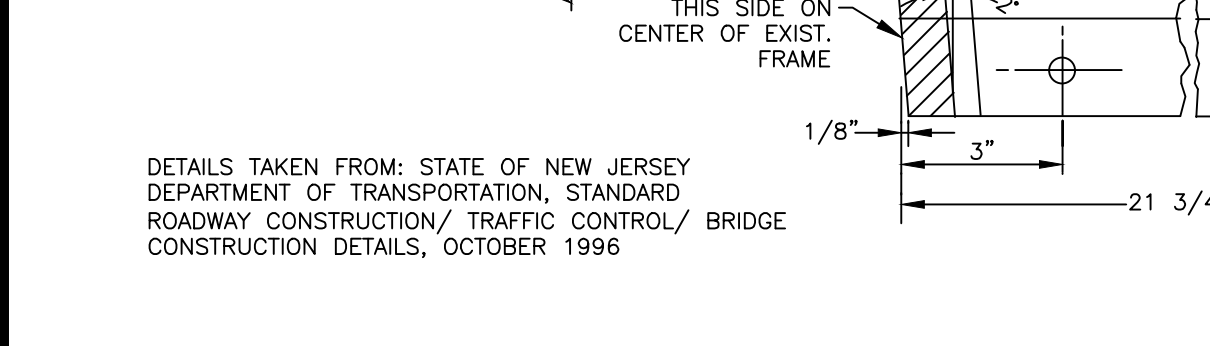 THIS SIDE ON
CENTER OF EXIST.
FRAME
1/8"
3"
21 3/4
DETAILS TAKEN FROM: STATE OF NEW JERSEY
DEPARTMENT OF TRANSPORTATION, STANDARD
ROADWAY CONSTRUCTION/ TRAFFIC CONTROL/ BRIDGE
CONSTRUCTION DETAILS, OCTOBER 1996